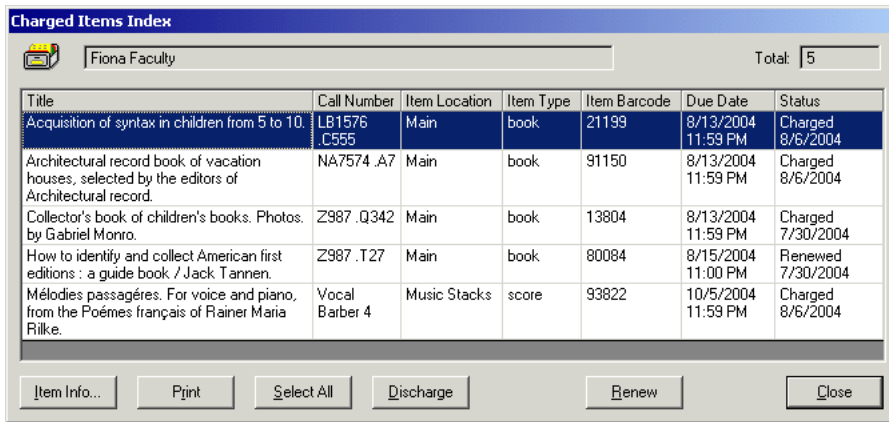 Charged Items Index
Fiona Faculty Total: 5
Title Call Number Item Location Item Type Item Barcode Due Date Status
Acquisition of syntax in children from 5 to 10. LB1576 Main book 21199 8/13/2004 Charged
.C555 11:59 PM 8/6/2004
Architectural record book of vacation NA7574 .A7 Main book 91150 8/13/2004 Charged
houses, selected by the editors of 11:59 PM 8/6/2004
Architectural record.
Collector's book of children's books. Photos. Z987 .Q342 Main book 13804 8/13/2004 Charged
by Gabriel Monro. 11:59 PM 7/30/2004
How to identify and collect American first Z987 .T27 Main book 80084 8/15/2004 Renewed
editions : a guide book / Jack Tannen. 11:00 PM 7/30/2004
Mélodies passagéres. For voice and piano, Vocal Music Stacks score 93822 10/5/2004 Charged
from the Poémes français of Rainer Maria Barber 4 11:59 PM 8/6/2004
Rilke.
Item Info... Print Select All Discharge Renew Close